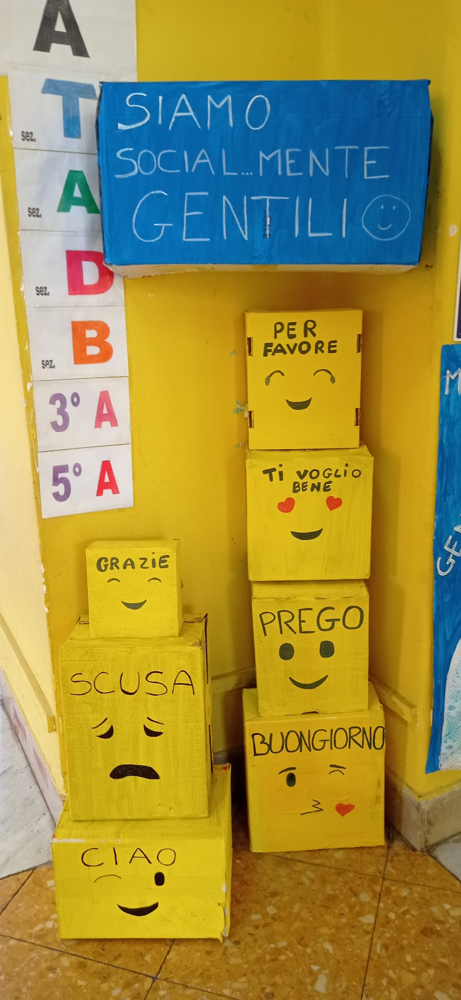 A
sez. T
sez. A
sez. D
sez. B
3° A
5° A
SIAMO
SOCIAL...MENTE
GENTILI
PER
FAVORE
Ti VOGLiO
BENE
PREGO
BUONGIORNO
GRAZiE
SCUSA
CIAO